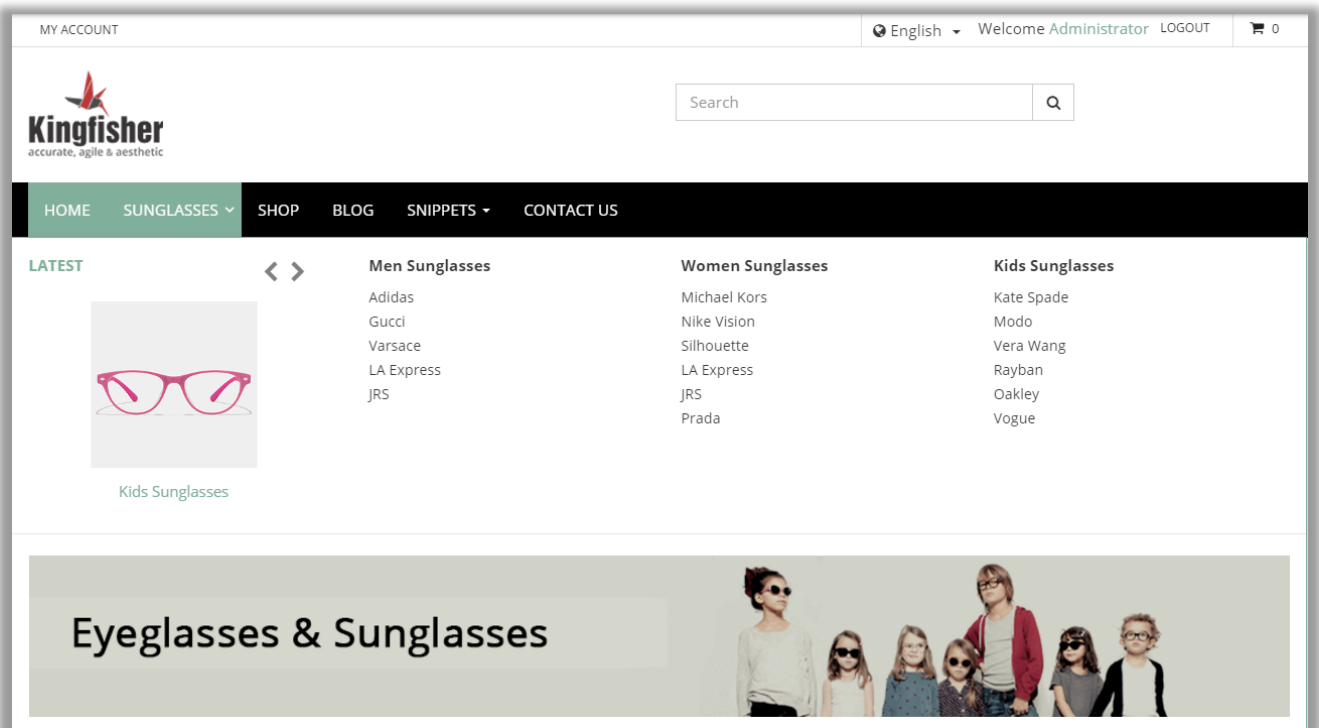 MY ACCOUNT
English
Welcome Administrator LOGOUT
0
Kingfisher
accurate, agile & aesthetic
Search
HOME SUNGLASSES SHOP BLOG SNIPPETS CONTACT US
LATEST
Kids Sunglasses
Men Sunglasses
Adidas
Gucci
Varsace
LA Express
JRS
Women Sunglasses
Michael Kors
Nike Vision
Silhouette
LA Express
JRS
Prada
Kids Sunglasses
Kate Spade
Modo
Vera Wang
Rayban
Oakley
Vogue
Eyeglasses & Sunglasses